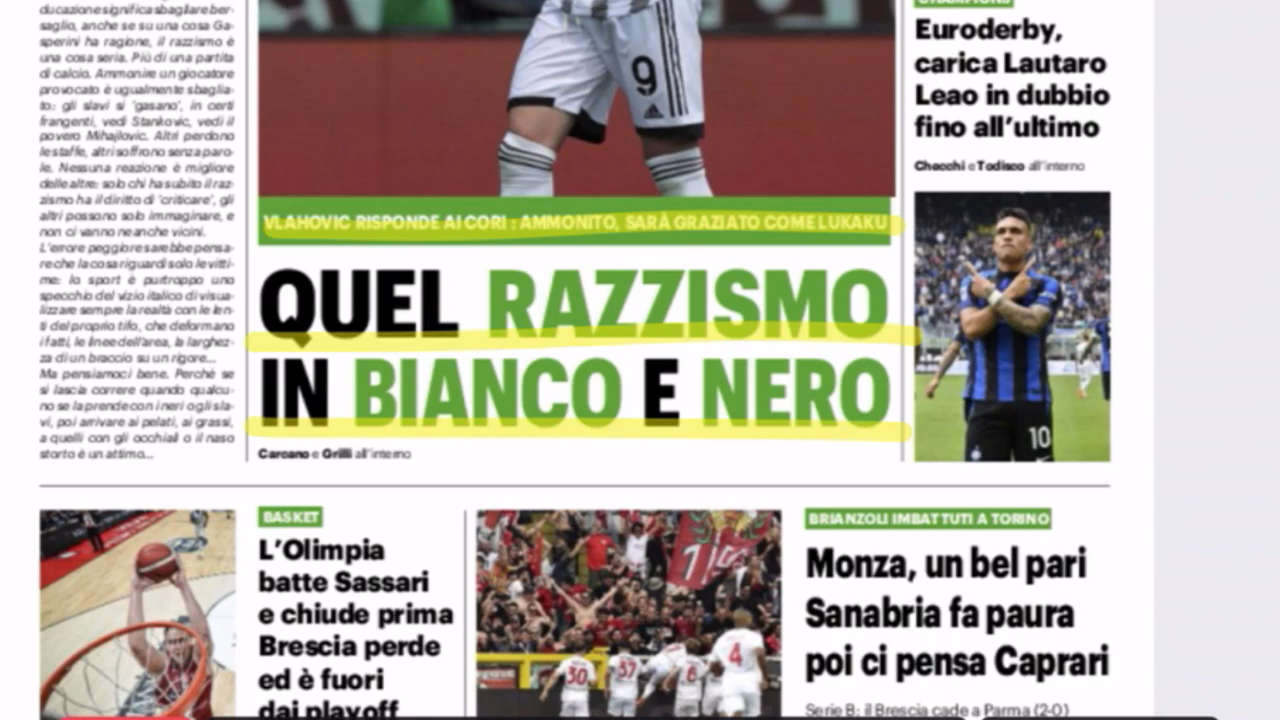 ducazione significa sbagliare ber-
saglio, anche se su una cosa Ga-
sperini ha ragione, il razzismo è
una cosa seria. Più di una partita
di calcio. Ammonire un giocatore
provocato è ugualmente sbaglia-
to: gli slavi si 'gasano', in certi
frangenti, vedi Stankovic, vedi il
povero Mihajlovic. Altri perdono
le staffe, altri soffrono senza paro-
le. Nessuna reazione è migliore
delle altre: solo chi ha subito il raz-
zismo ha il diritto di 'criticare', gli
altri possono solo immaginare, e
non ci vanno neanche vicini.
L'errore peggiore sarebbe pensa-
re che la cosa riguardi solo le vitti-
me: lo sport è purtroppo uno
specchio del vizio italico di visua-
lizzare sempre la realtà con le len-
ti del proprio tifo, che deformano
i fatti, le linee dell'area, la larghez-
za di un braccio su un rigore...
Ma pensiamoci bene. Perché se
si lascia correre quando qualcu-
no se la prende con i neri o gli sla-
vi, poi arrivare ai pelati, ai grassi,
a quelli con gli occhiali o il naso
storto è un attimo...
9
VLAHOVIC RISPONDE AI CORI : AMMONITO, SARÀ GRAZIATO COME LUKAKU
QUEL RAZZISMO
IN BIANCO E NERO
Carcano e Grilli all'interno
CHAMPIONS
Euroderby,
carica Lautaro
Leao in dubbio
fino all'ultimo
Checchi e Todisco all'interno
10
BASKET
L'Olimpia
batte Sassari
e chiude prima
Brescia perde
ed è fuori
dai playoff
30
37
6
4
BRIANZOLI IMBATTUTI A TORINO
Monza, un bel pari
Sanabria fa paura
poi ci pensa Caprari
Serie B: il Brescia cade a Parma (2-0)